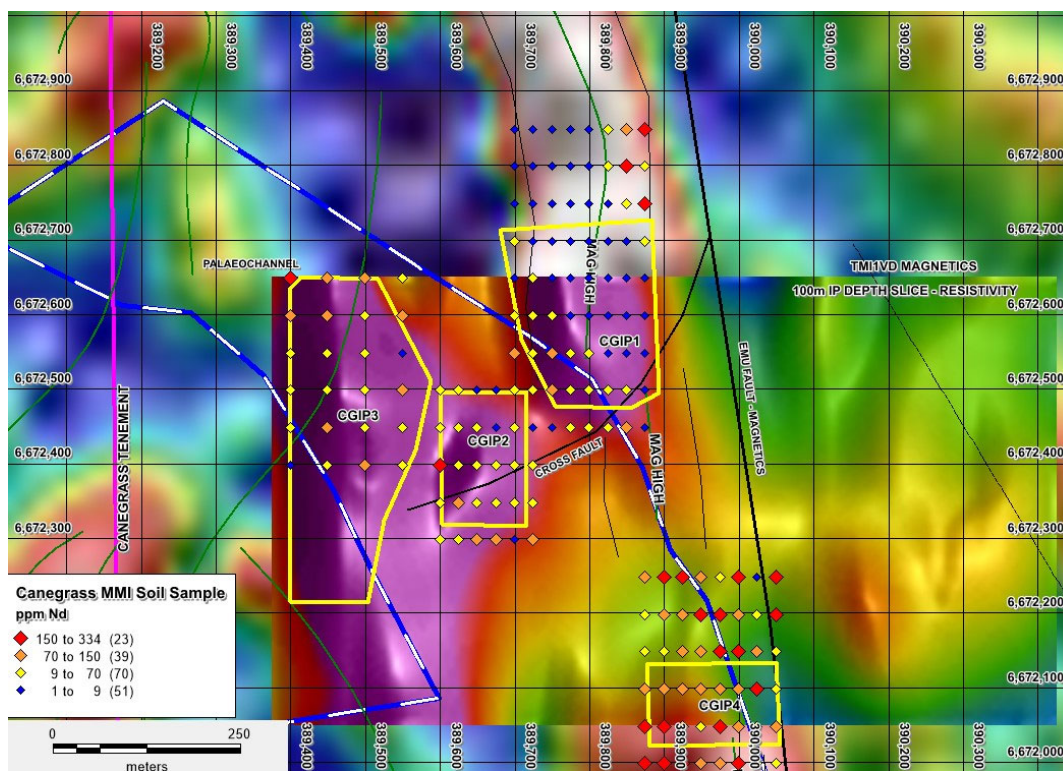 389,200
389,300
389,400
389,500
389,600
389,700
389,800
389,900
390,000
390,100
390,200
390,300
6,672,900
6,672,900
6,672,800
6,672,800
6,672,700
6,672,700
PALAEOCHANNEL
MAG HIGH
TMI1VD MAGNETICS
100m IP DEPTH SLICE - RESISTIVITY
6,672,600
6,672,600
CGIP1
EMU FAULT - MAGNETICS
6,672,500
6,672,500
CANEGRASS TENEMENT
CGIP3
CGIP2
CROSS FAULT
MAG HIGH
6,672,400
6,672,400
6,672,300
6,672,300
Canegrass MMI Soil Sample
ppm Nd
150 to 334 (23)
70 to 150 (39)
9 to 70 (70)
1 to 9 (51)
6,672,200
6,672,100
CGIP4
6,672,000
0 250
meters
389,400
389,500
389,600
389,700
389,800
389,900
390,000
390,100
390,200
390,300